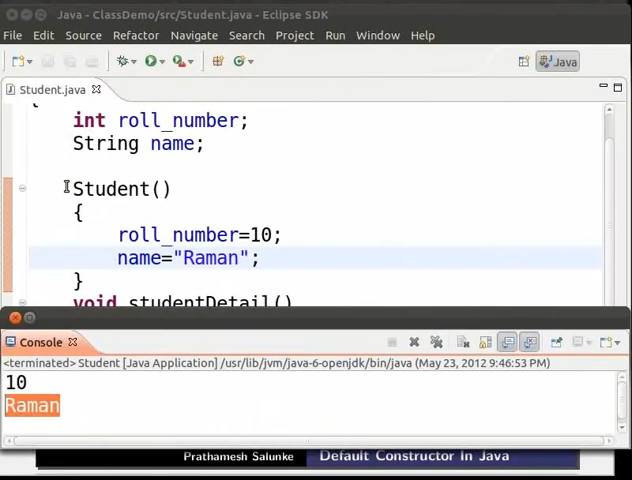 Java - ClassDemo/src/Student.java - Eclipse SDK
File Edit Source Refactor Navigate Search Project Run Window Help
Java
Student.java
{
int roll_number;
String name;
Student()
{
roll_number=10;
name="Raman";
}
void studentDetail()
Console
<terminated> Student [Java Application] /usr/lib/jvm/java-6-openjdk/bin/java (May 23, 2012 9:46:53 PM)
10
Raman
Prathamesh Salunke Default Constructor In Java